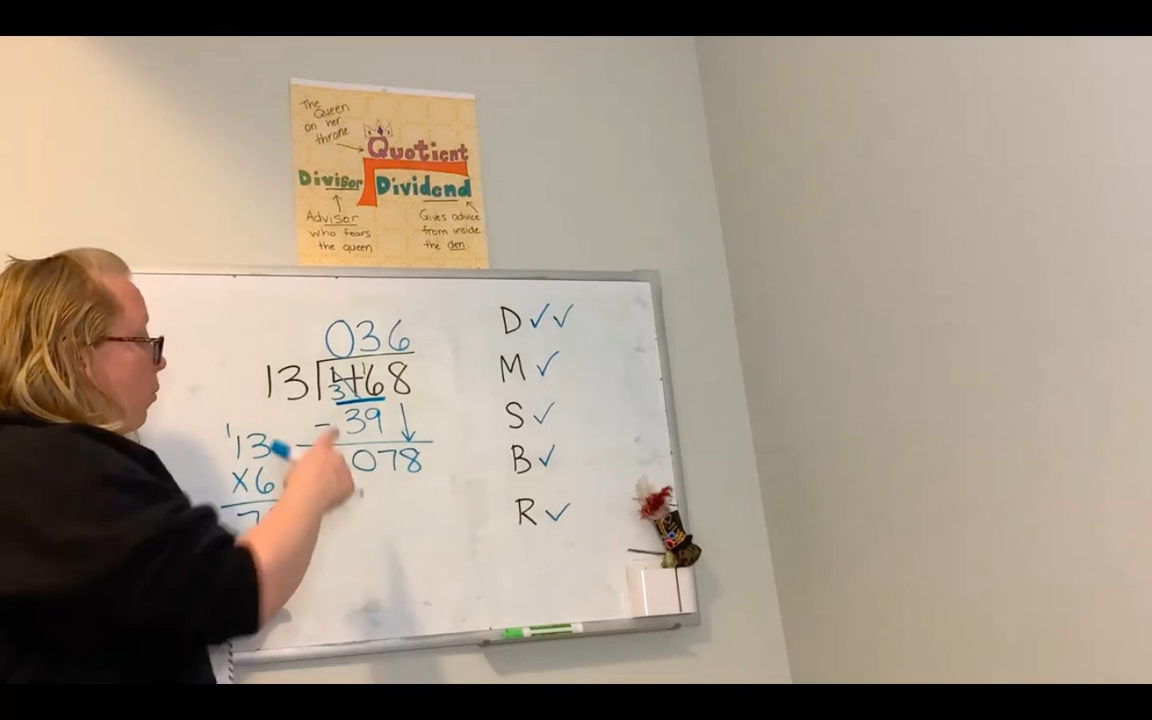 The
Queen
on her
throne
Quotient
Divisor Dividend
Advisor
who fears
the queen
Gives advice
from inside
the den
036
13 468
- 39
078
1
13
X6
D ✓✓
M ✓
S ✓
B ✓
R ✓